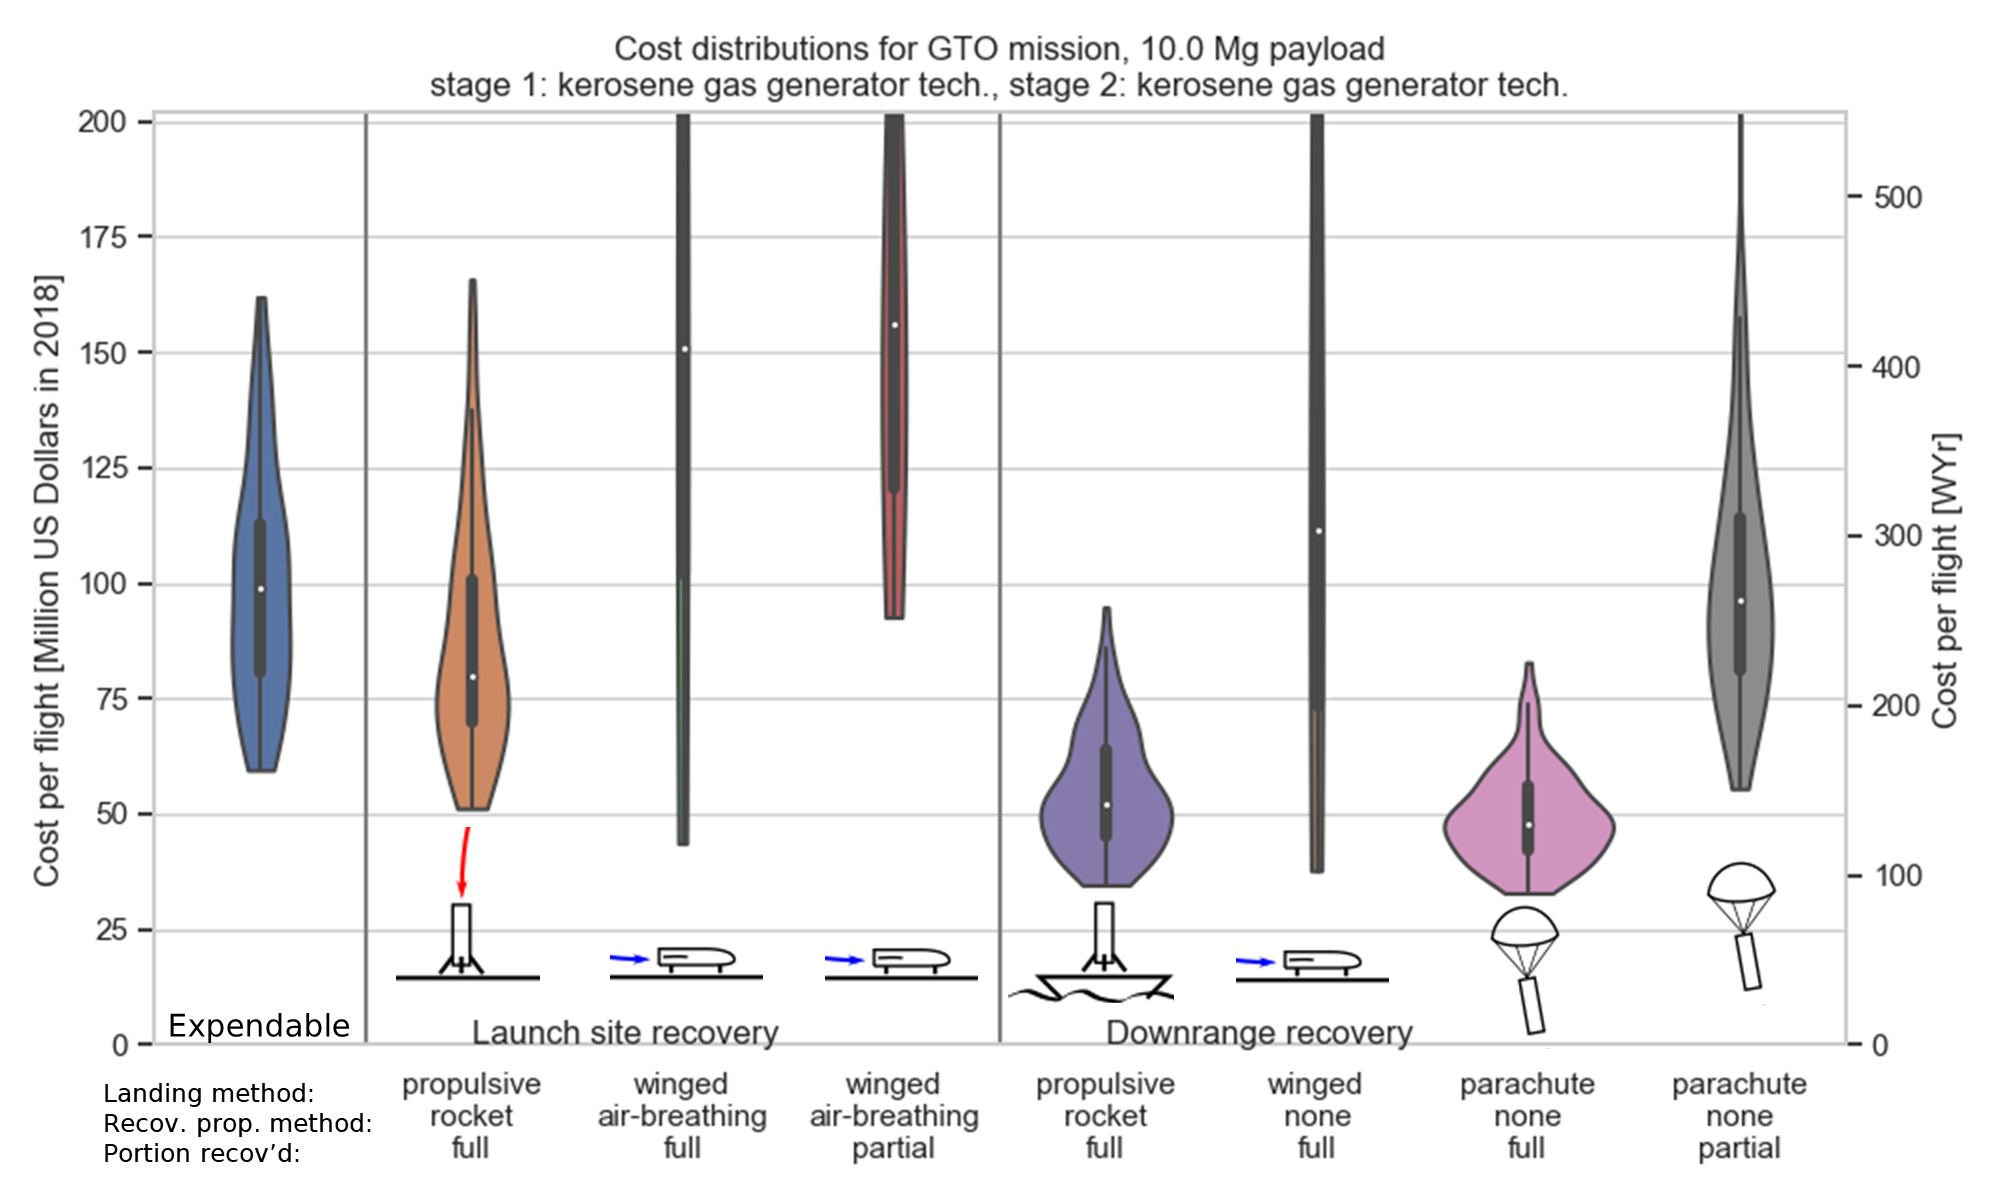 Cost distributions for GTO mission, 10.0 Mg payload
stage 1: kerosene gas generator tech., stage 2: kerosene gas generator tech.
Cost per flight [Million US Dollars in 2018]
200
175
150
125
100
75
50
25
0
500
400
300
200
100
0
Cost per flight [WYr]
Expendable
Launch site recovery
Downrange recovery
Landing method:
Recov. prop. method:
Portion recov’d:
propulsive
rocket
full
winged
air-breathing
full
winged
air-breathing
partial
propulsive
rocket
full
winged
none
full
parachute
none
full
parachute
none
partial